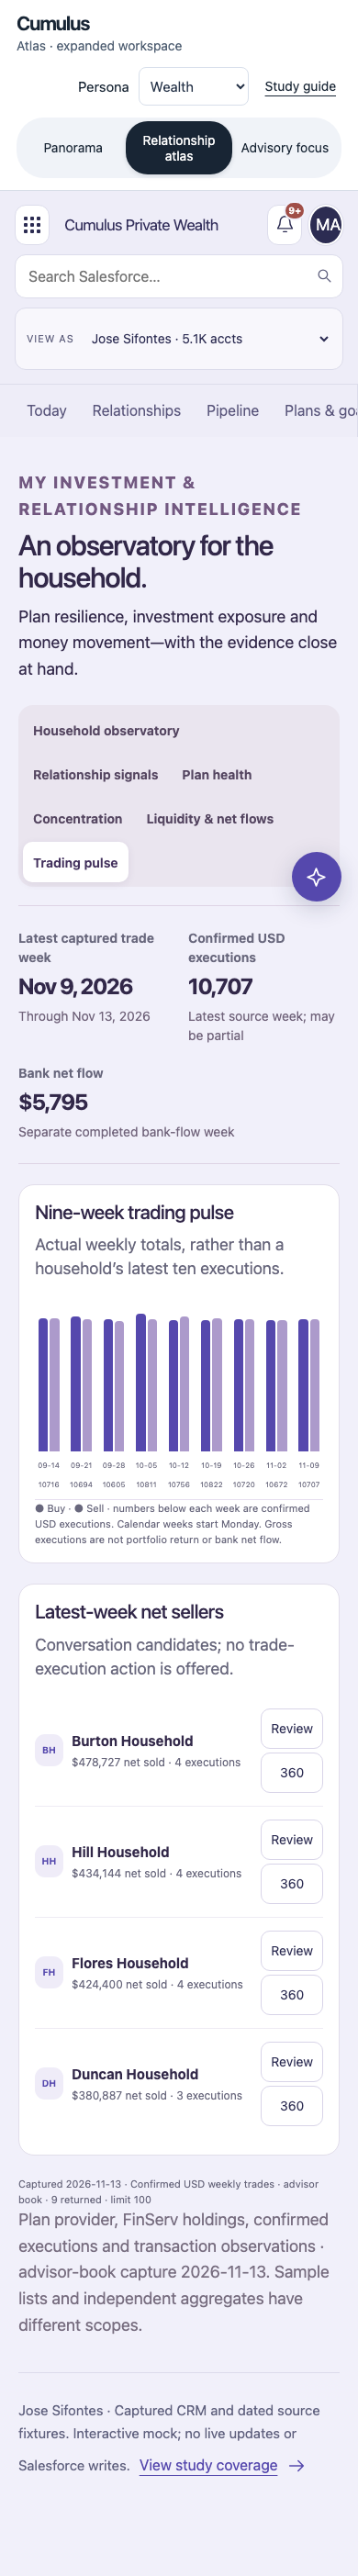 Cumulus
Atlas · expanded workspace
Persona
Wealth
Study guide
Panorama
Relationship
atlas
Advisory focus
Cumulus Private Wealth
9+
MA
Search Salesforce...
VIEW AS
Jose Sifontes · 5.1K accts
Today
Relationships
Pipeline
Plans & goa
MY INVESTMENT &
RELATIONSHIP INTELLIGENCE
An observatory for the
household.
Plan resilience, investment exposure and
money movement—with the evidence close
at hand.
Household observatory
Relationship signals
Plan health
Concentration
Liquidity & net flows
Trading pulse
Latest captured trade
week
Nov 9, 2026
Through Nov 13, 2026
Confirmed USD
executions
10,707
Latest source week; may
be partial
Bank net flow
$5,795
Separate completed bank-flow week
Nine-week trading pulse
Actual weekly totals, rather than a
household's latest ten executions.
09-14 09-21 09-28 10-05 10-12 10-19 10-26 11-02 11-09
10716 10694 10605 10811 10756 10822 10720 10672 10707
● Buy · ● Sell · numbers below each week are confirmed
USD executions. Calendar weeks start Monday. Gross
executions are not portfolio return or bank net flow.
Latest-week net sellers
Conversation candidates; no trade-
execution action is offered.
BH
Burton Household
$478,727 net sold · 4 executions
Review
360
HH
Hill Household
$434,144 net sold · 4 executions
Review
360
FH
Flores Household
$424,400 net sold · 4 executions
Review
360
DH
Duncan Household
$380,887 net sold · 3 executions
Review
360
Captured 2026-11-13 · Confirmed USD weekly trades · advisor
book · 9 returned · limit 100
Plan provider, FinServ holdings, confirmed
executions and transaction observations ·
advisor-book capture 2026-11-13. Sample
lists and independent aggregates have
different scopes.
Jose Sifontes · Captured CRM and dated source
fixtures. Interactive mock; no live updates or
Salesforce writes. View study coverage →